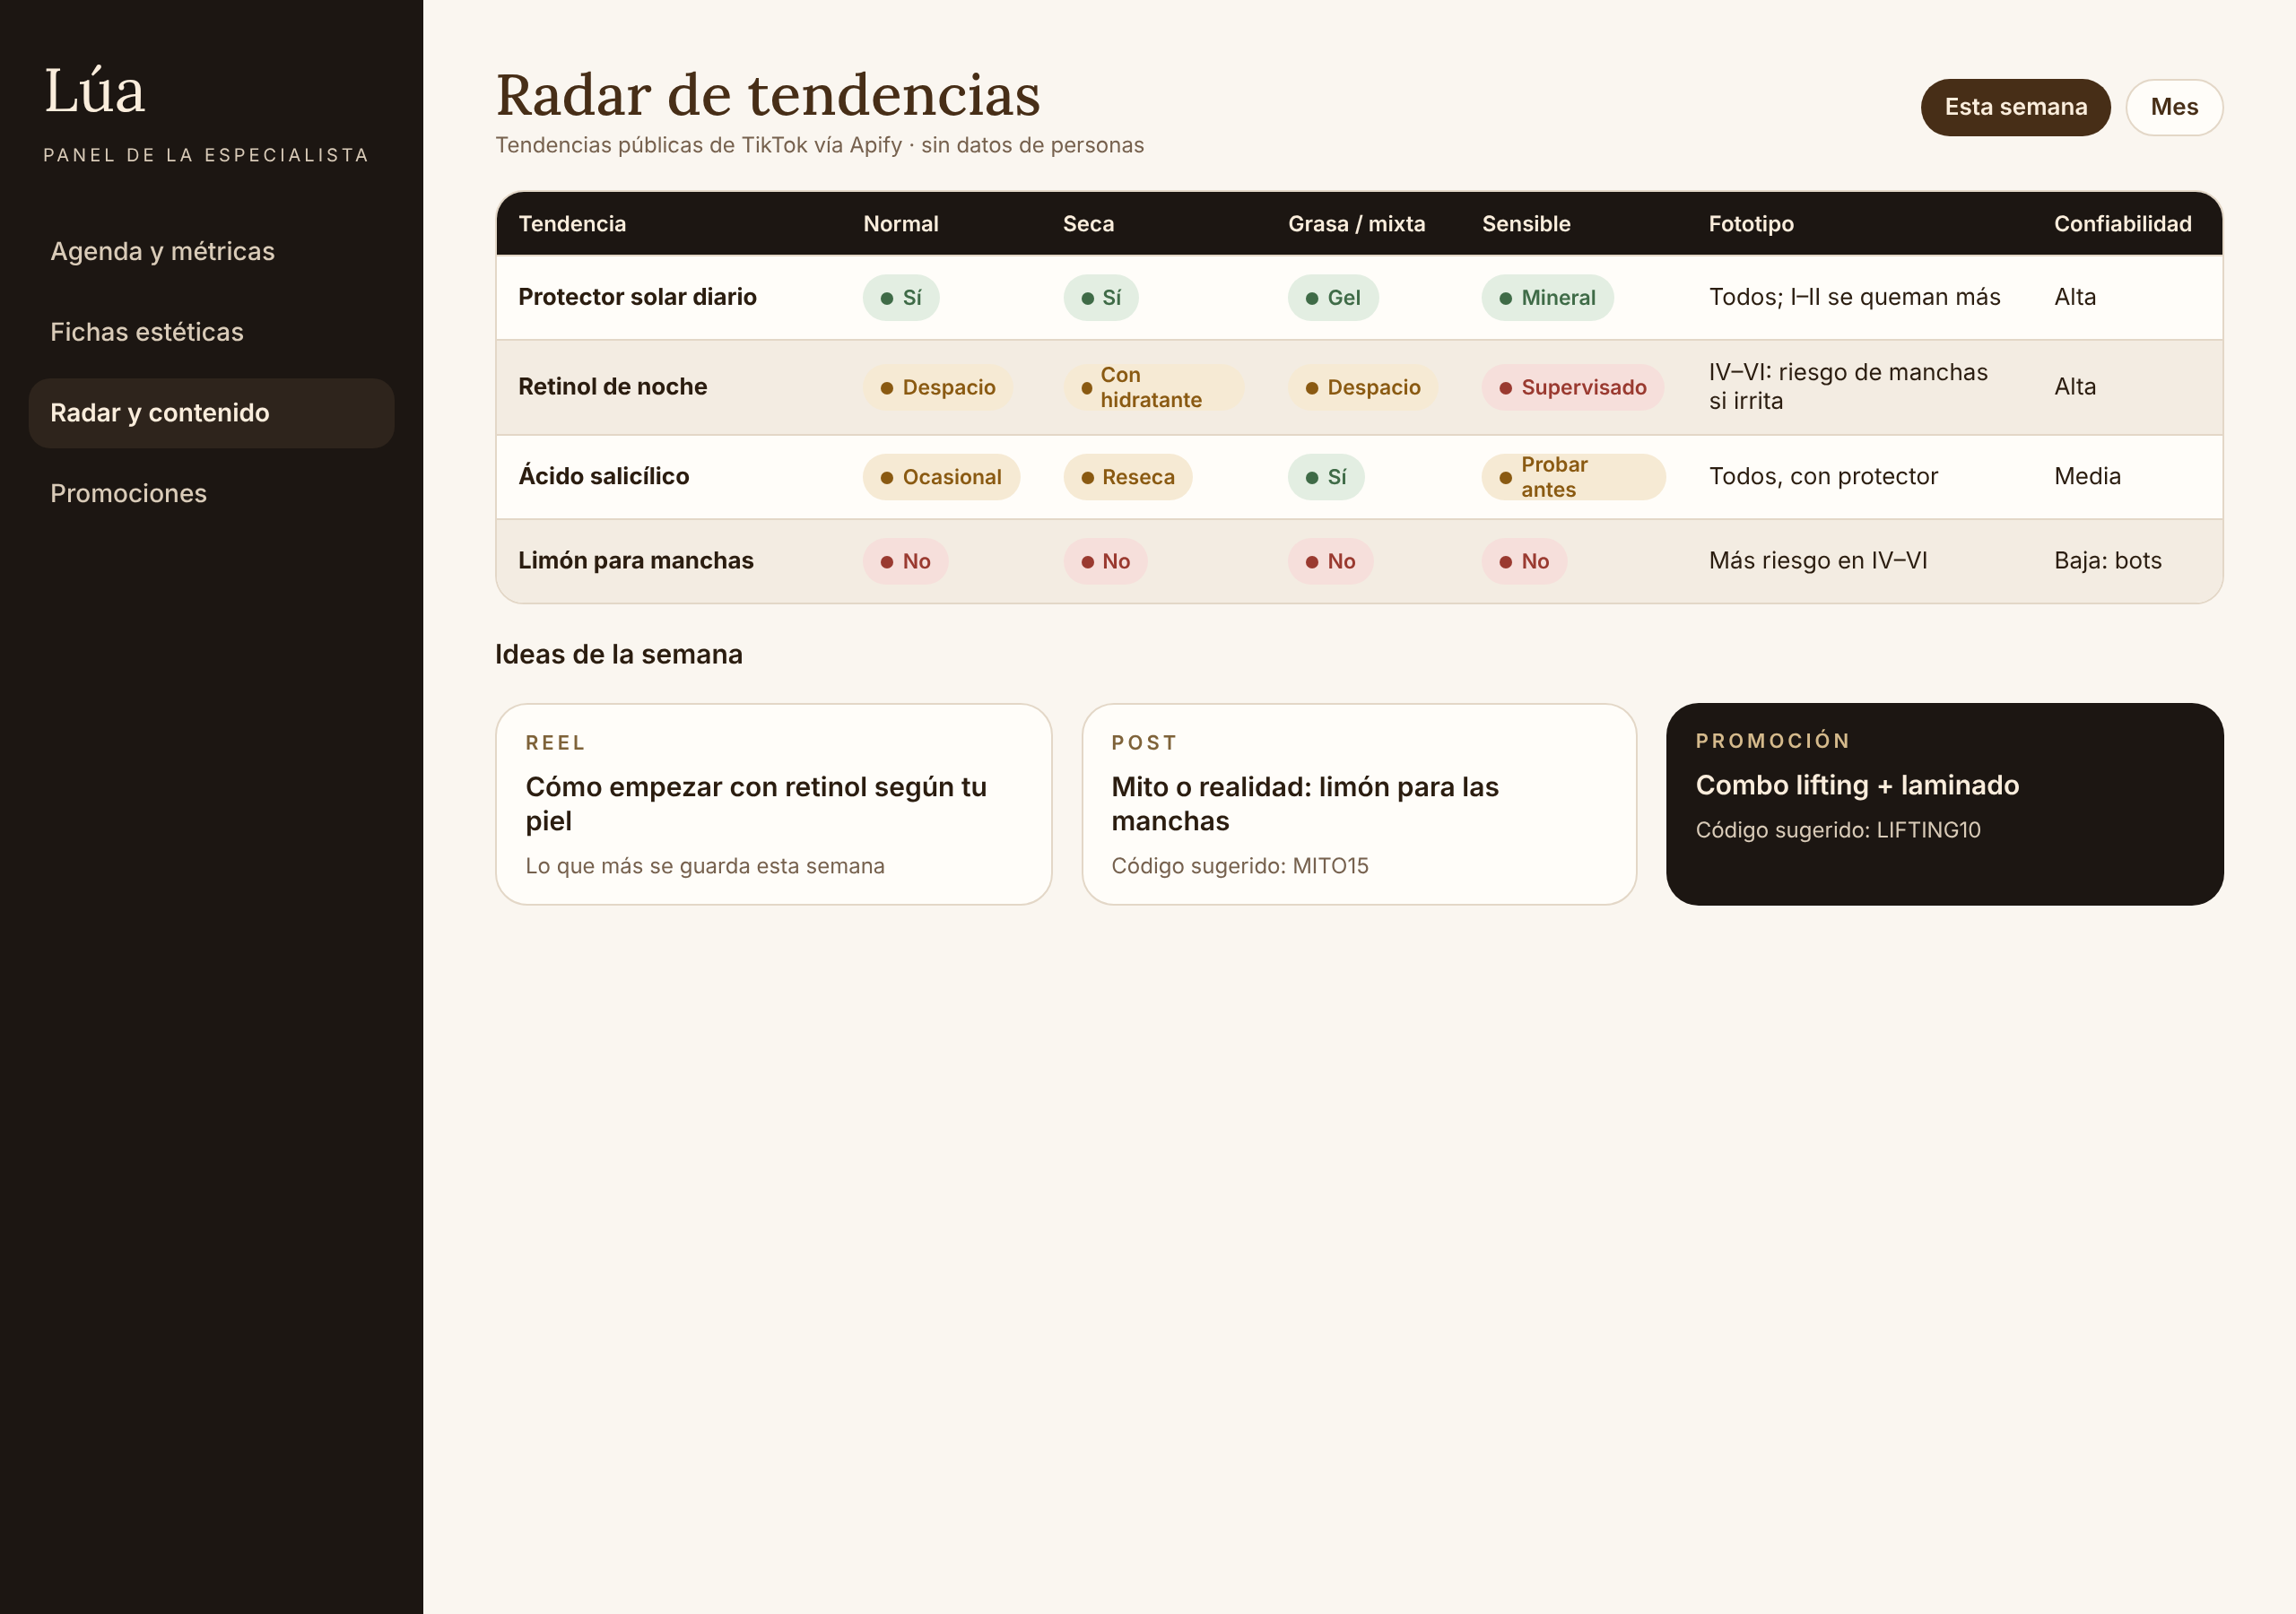 Lúa
PANEL DE LA ESPECIALISTA
Agenda y métricas
Fichas estéticas
Radar y contenido
Promociones
Radar de tendencias
Tendencias públicas de TikTok vía Apify · sin datos de personas
Esta semana
Mes
Tendencia Normal Seca Grasa / mixta Sensible Fototipo Confiabilidad
Protector solar diario Sí Sí Gel Mineral Todos; I–II se queman más Alta
Retinol de noche Despacio Con hidratante Despacio Supervisado IV–VI: riesgo de manchas si irrita Alta
Ácido salicílico Ocasional Reseca Sí Probar antes Todos, con protector Media
Limón para manchas No No No No Más riesgo en IV–VI Baja: bots
Ideas de la semana
REEL
Cómo empezar con retinol según tu
piel
Lo que más se guarda esta semana
POST
Mito o realidad: limón para las
manchas
Código sugerido: MITO15
PROMOCIÓN
Combo lifting + laminado
Código sugerido: LIFTING10